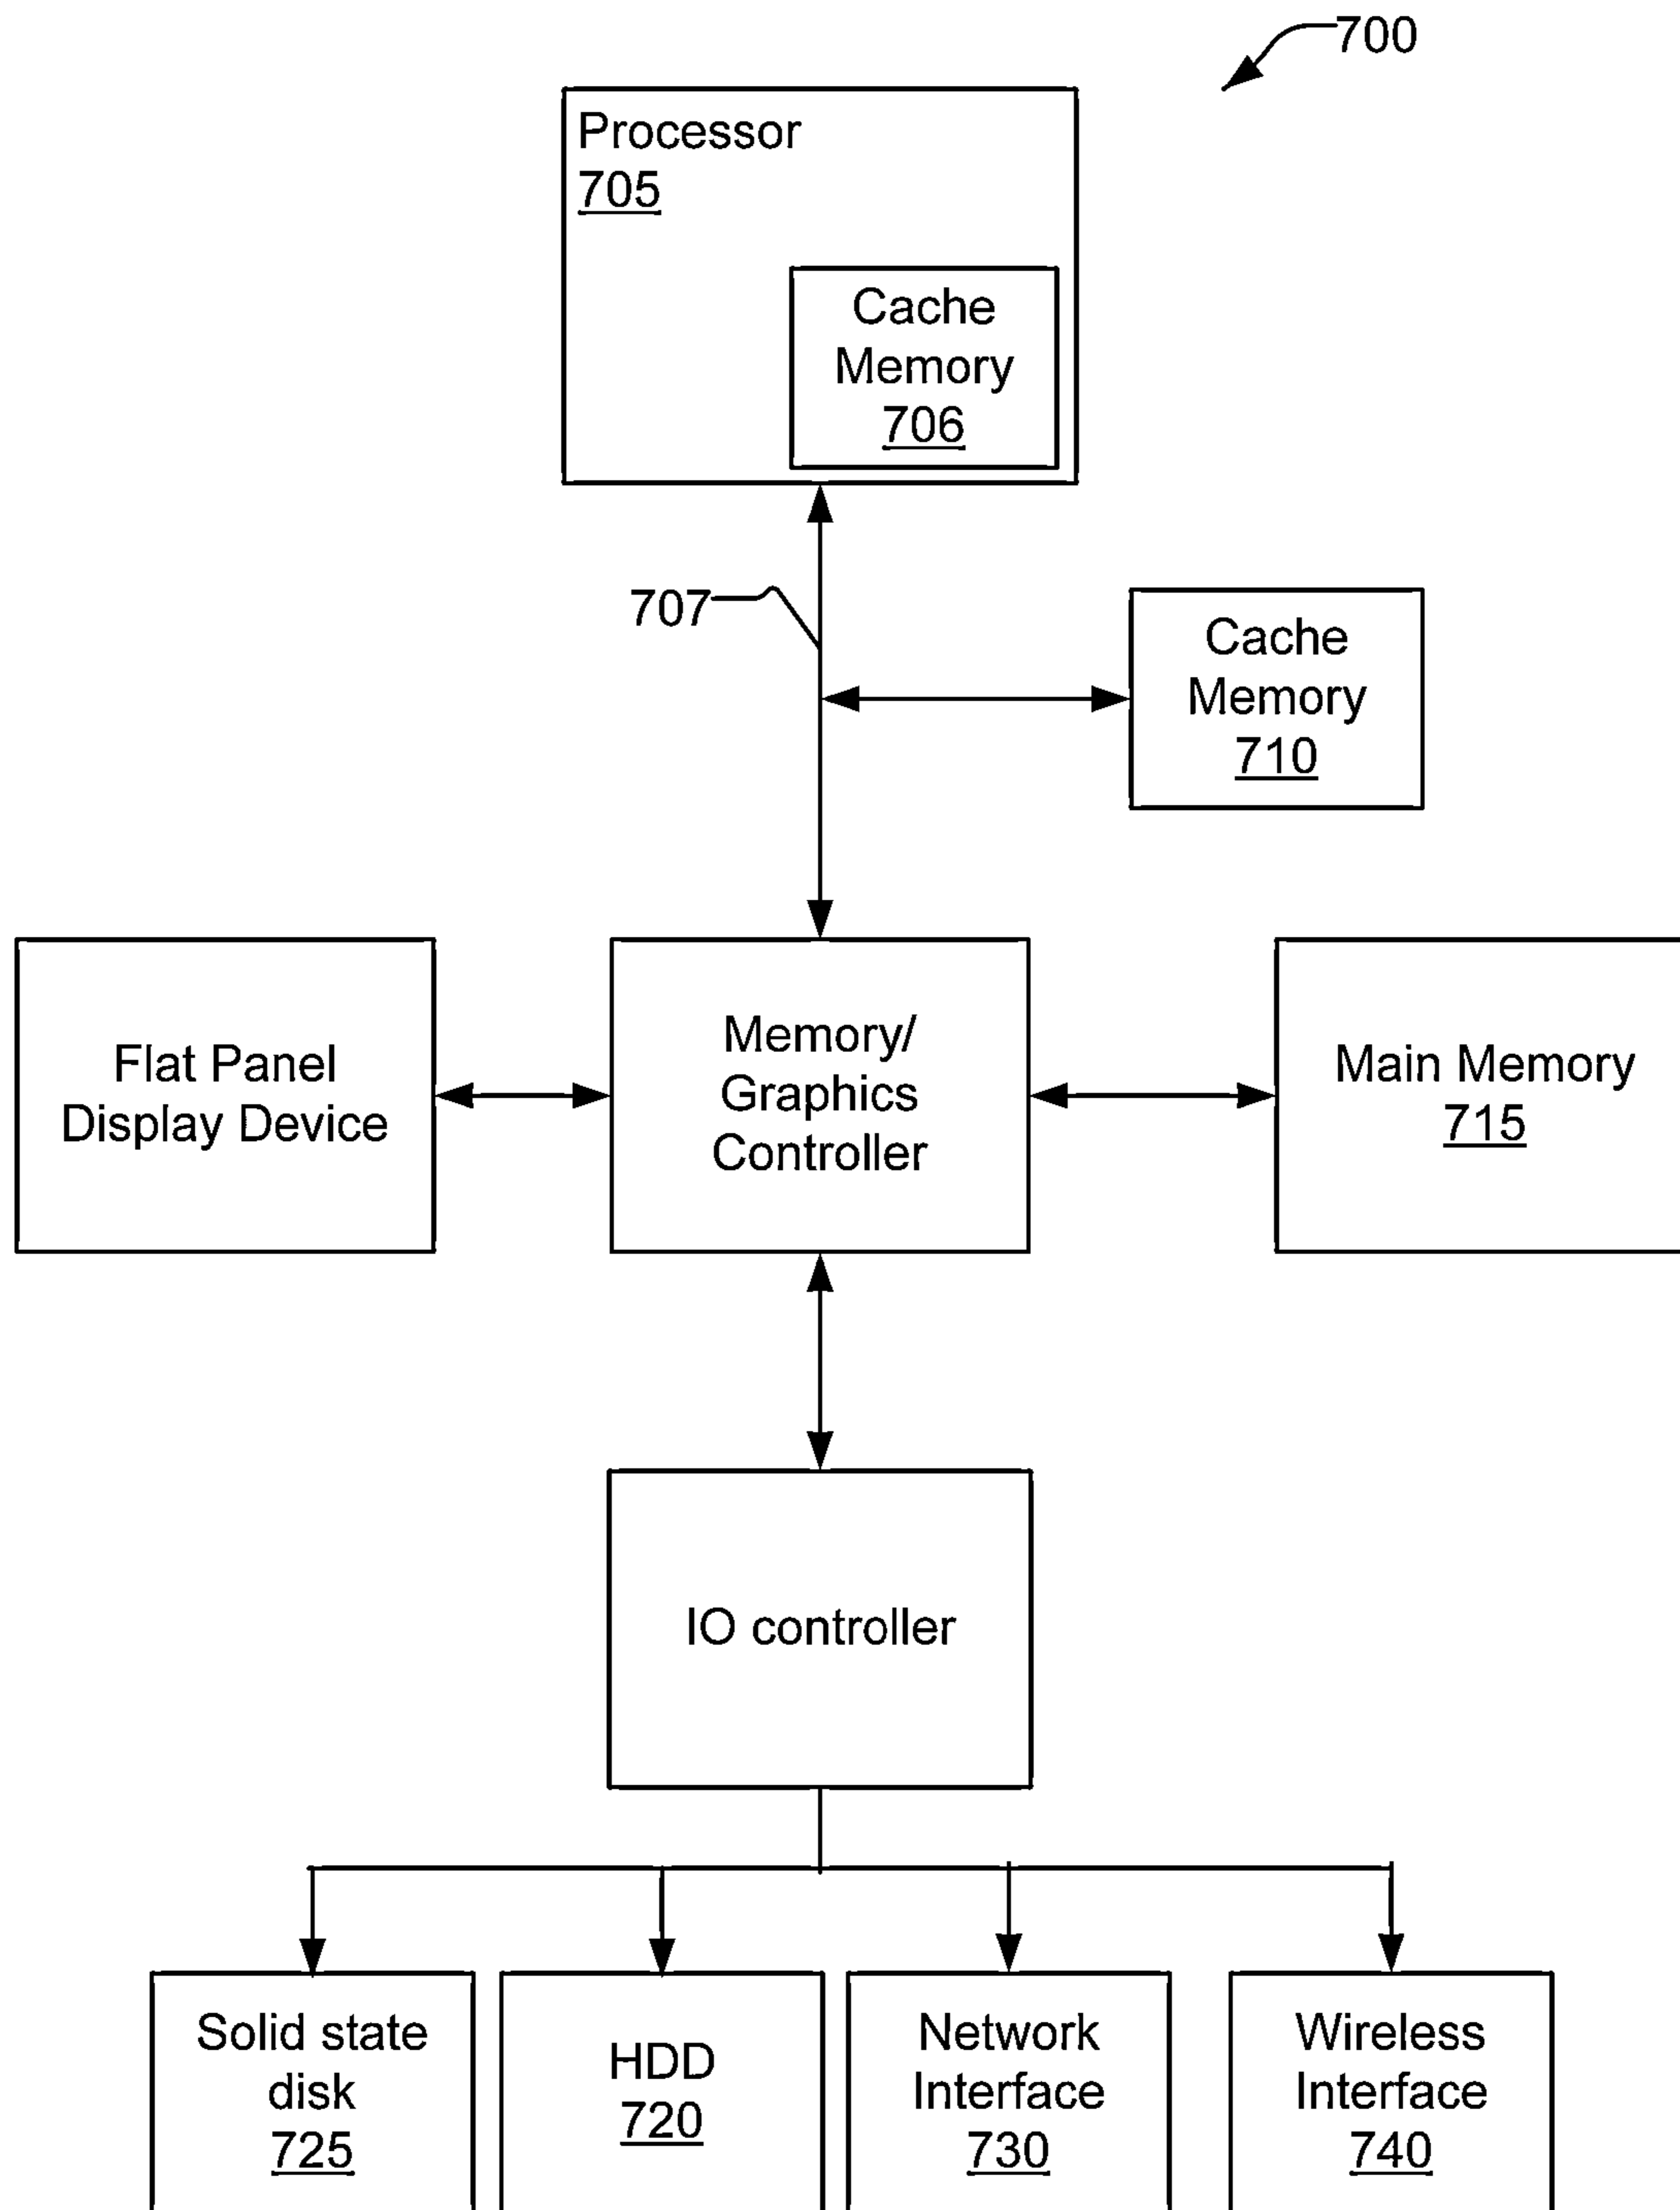 700
Processor
705
Cache
Memory
706
707
Cache
Memory
710
Flat Panel
Display Device
Memory/
Graphics
Controller
Main Memory
715
IO controller
Solid state
disk
725
HDD
720
Network
Interface
730
Wireless
Interface
740